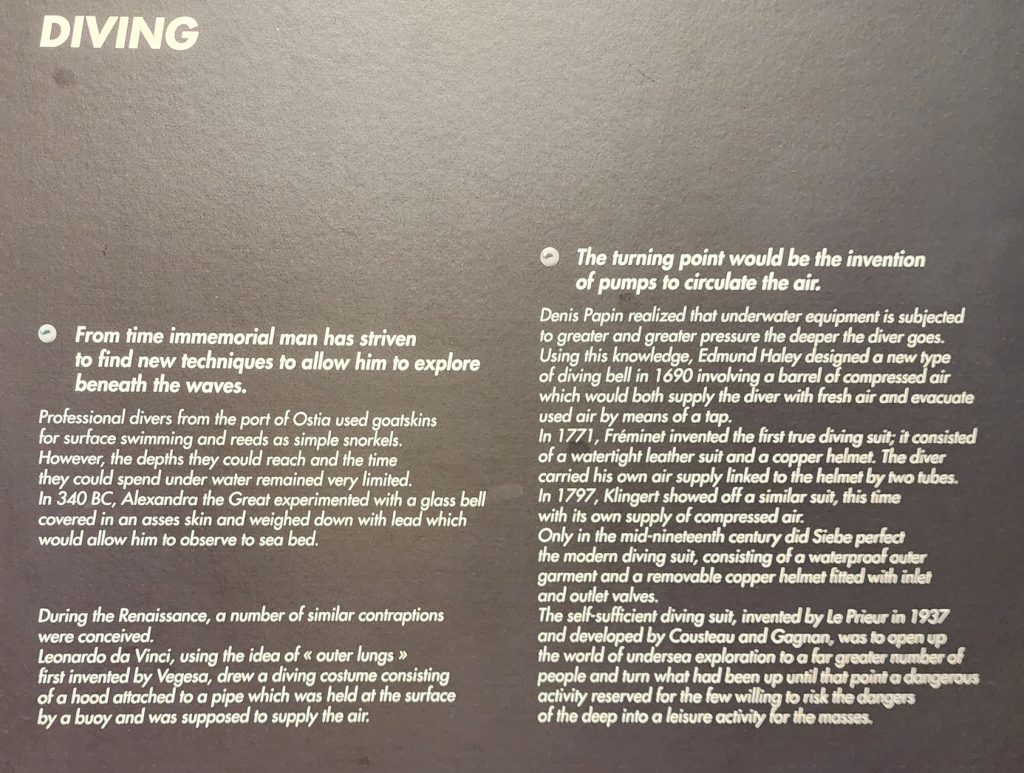 DIVING
From time immemorial man has striven
to find new techniques to allow him to explore
beneath the waves.
Professional divers from the port of Ostia used goatskins
for surface swimming and reeds as simple snorkels.
However, the depths they could reach and the time
they could spend under water remained very limited.
In 340 BC, Alexandra the Great experimented with a glass bell
covered in an asses skin and weighed down with lead which
would allow him to observe to sea bed.
During the Renaissance, a number of similar contraptions
were conceived.
Leonardo da Vinci, using the idea of « outer lungs »
first invented by Vegesa, drew a diving costume consisting
of a hood attached to a pipe which was held at the surface
by a buoy and was supposed to supply the air.
The turning point would be the invention
of pumps to circulate the air.
Denis Papin realized that underwater equipment is subjected
to greater and greater pressure the deeper the diver goes.
Using this knowledge, Edmund Haley designed a new type
of diving bell in 1690 involving a barrel of compressed air
which would both supply the diver with fresh air and evacuate
used air by means of a tap.
In 1771, Fréminet invented the first true diving suit; it consisted
of a watertight leather suit and a copper helmet. The diver
carried his own air supply linked to the helmet by two tubes.
In 1797, Klingert showed off a similar suit, this time
with its own supply of compressed air.
Only in the mid-nineteenth century did Siebe perfect
the modern diving suit, consisting of a waterproof outer
garment and a removable copper helmet fitted with inlet
and outlet valves.
The self-sufficient diving suit, invented by Le Prieur in 1937
and developed by Cousteau and Gagnan, was to open up
the world of undersea exploration to a far greater number of
people and turn what had been up until that point a dangerous
activity reserved for the few willing to risk the dangers
of the deep into a leisure activity for the masses.